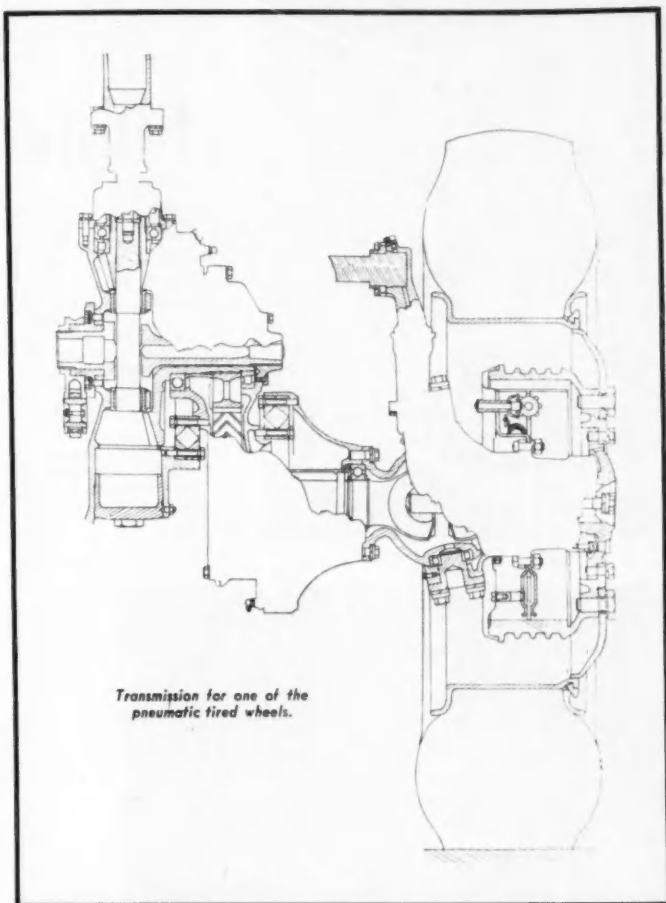 Transmission for one of the
pneumatic tired wheels.